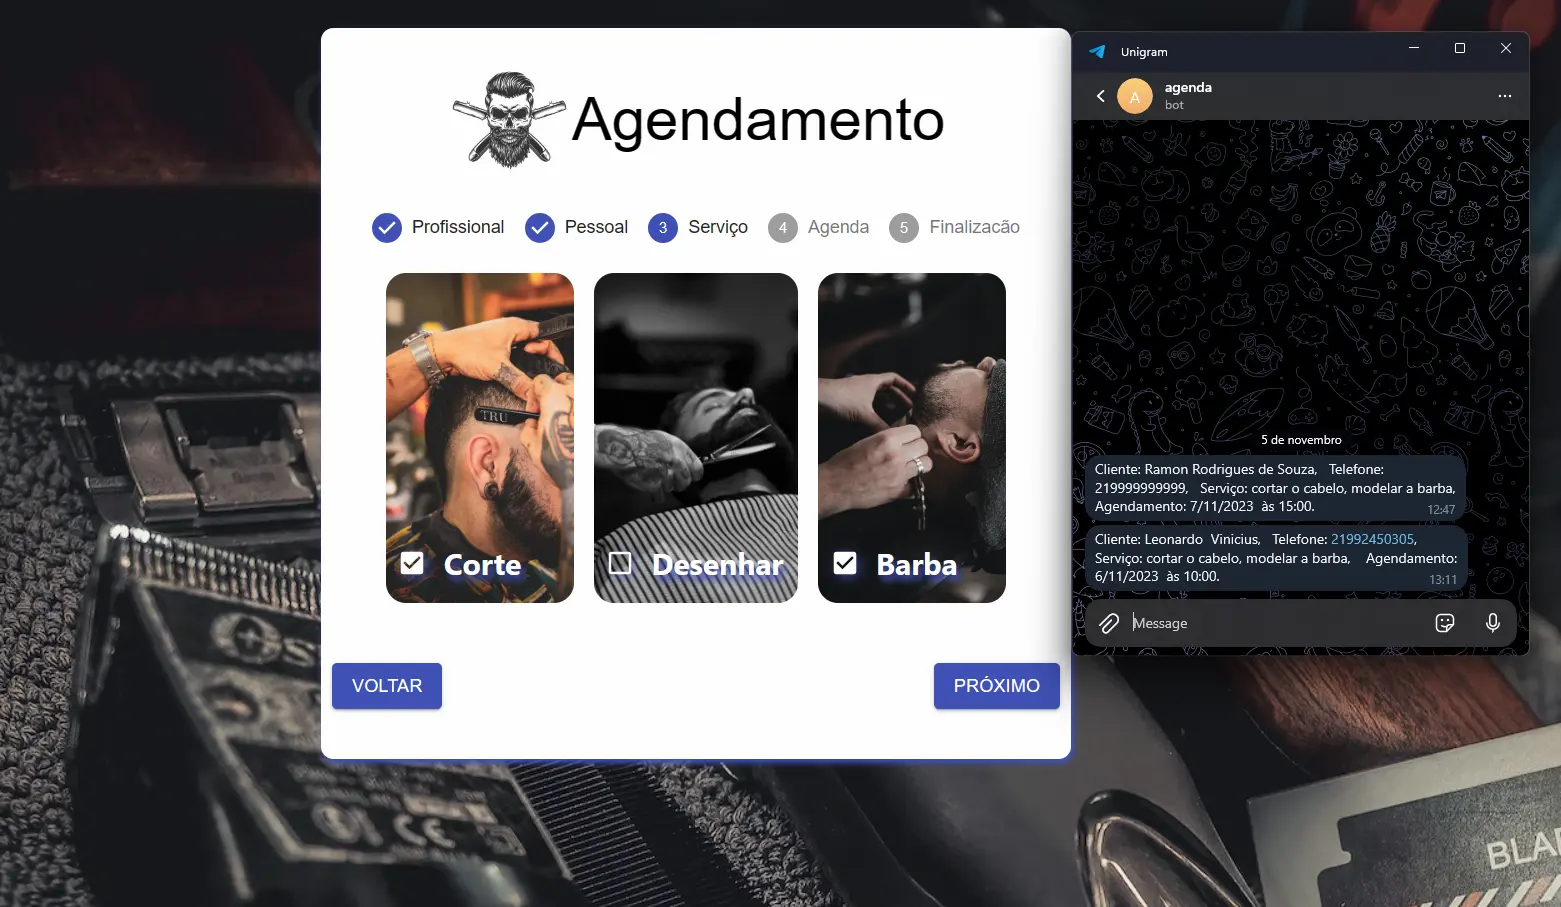 Agendamento
Profissional
Pessoal
3 Serviço
4 Agenda
5 Finalizacão
TRU
Corte
Desenhar
Barba
VOLTAR
PRÓXIMO
Unigram
A
agenda
bot
5 de novembro
Cliente: Ramon Rodrigues de Souza, Telefone:
219999999999, Serviço: cortar o cabelo, modelar a barba,
Agendamento: 7/11/2023 às 15:00.
12:47
Cliente: Leonardo Vinicius, Telefone: 21992450305,
Serviço: cortar o cabelo, modelar a barba, Agendamento:
6/11/2023 às 10:00.
13:11
Message
CE